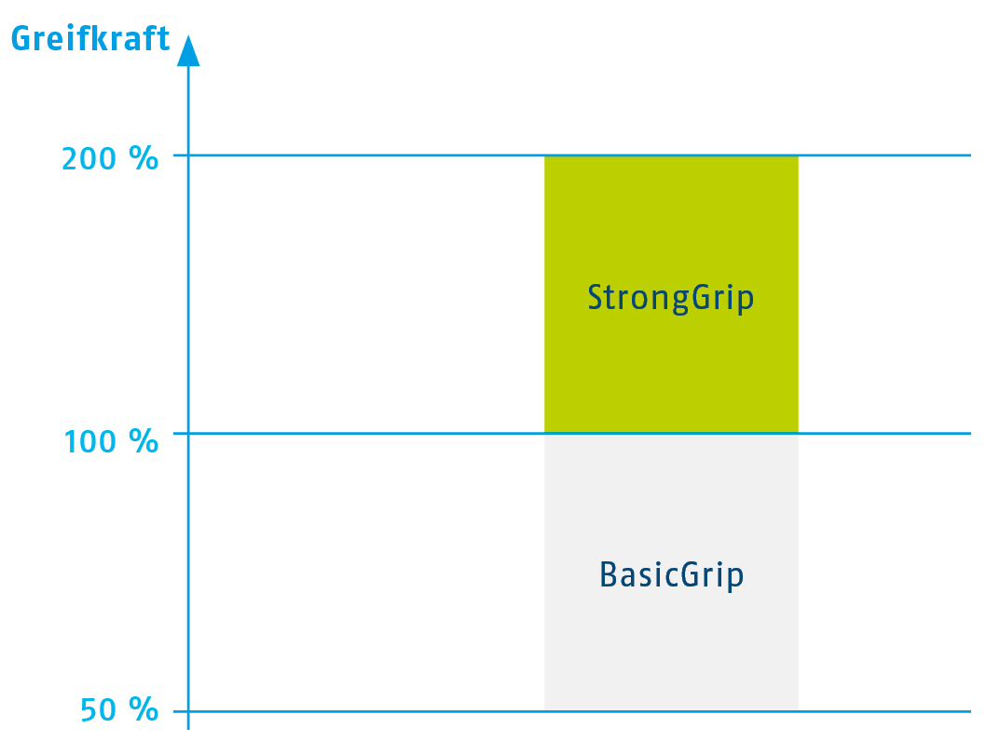 Greifkraft
200 %
StrongGrip
100 %
BasicGrip
50 %